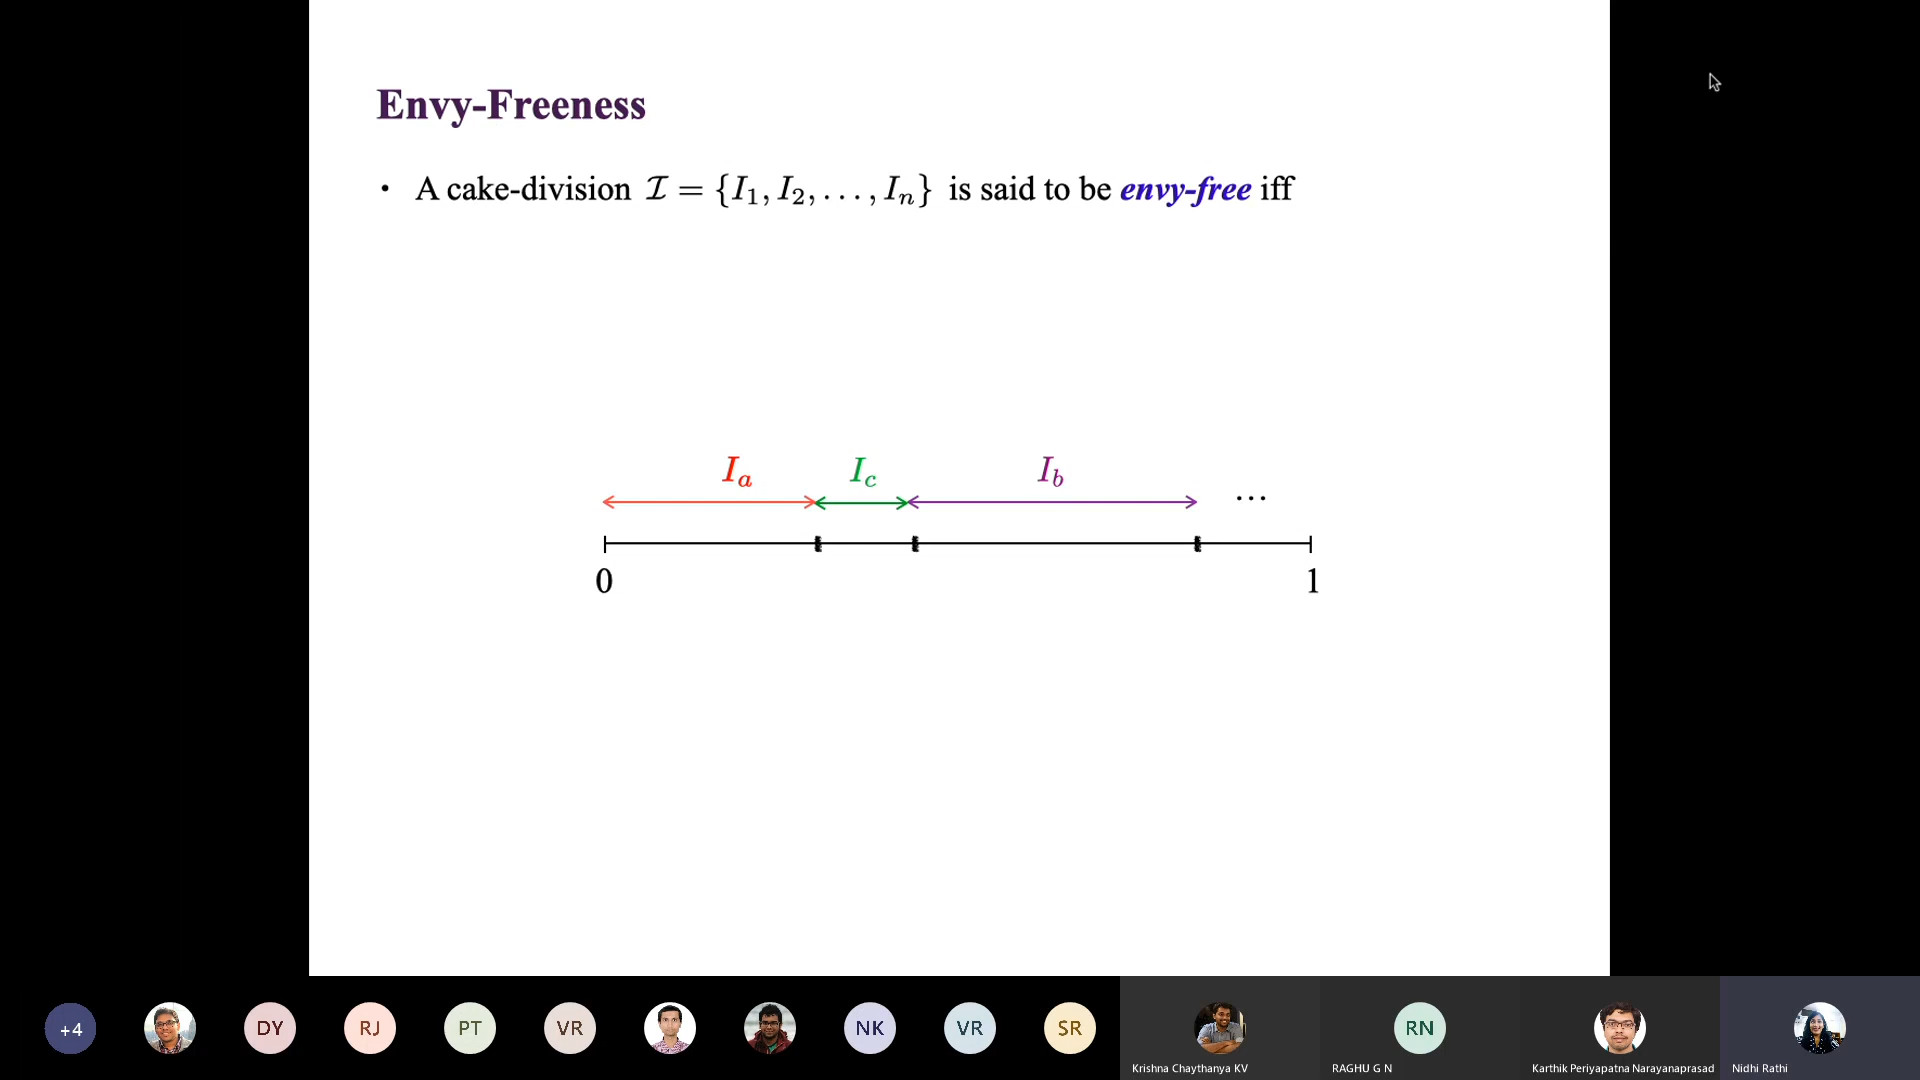 Envy-Freeness
• A cake-division 𝓘 = {I₁, I₂, . . . , Iₙ} is said to be envy-free iff
Iₐ I꜀ I_b ...
0 1
+4 DY RJ PT VR NK VR SR RN
Krishna Chaythanya KV RAGHU G N Karthik Periyapatna Narayanaprasad Nidhi Rathi